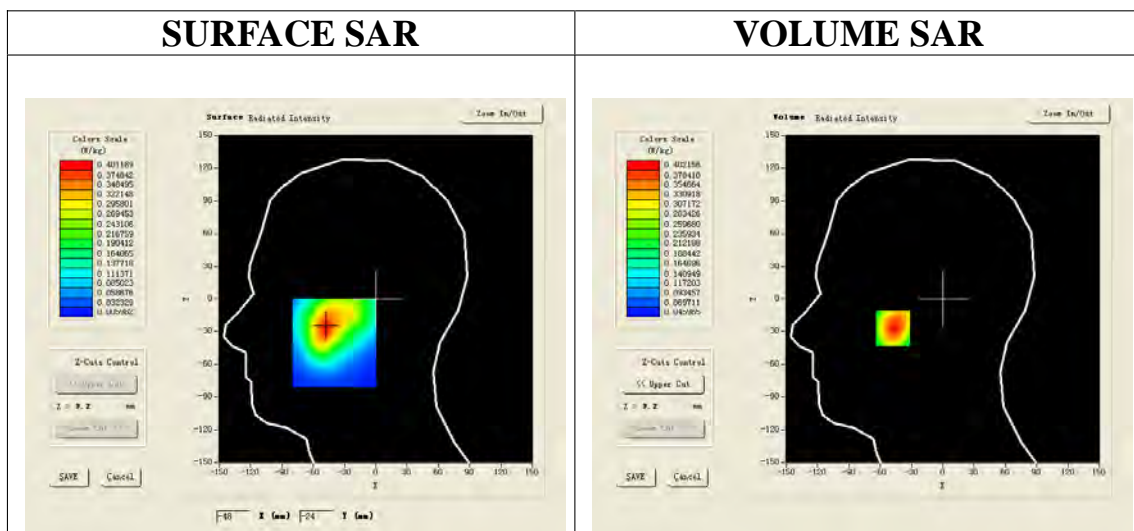 SURFACE SAR
VOLUME SAR
Surface Radiated Intensity
Zoom In/Out
Colors Scale
(W/kg)
0.401189
0.374842
0.348495
0.322148
0.295801
0.269453
0.243106
0.216759
0.190412
0.164065
0.137718
0.111371
0.085023
0.058676
0.032329
0.005982
150
120
90
60
30
0
-30
-60
-90
-120
-150
Z
-150 -120 -90 -60 -30 0 30 60 90 120 150
X
Z-Cuts Control
<< Upper Cut
mm
SAVE
Cancel
-48 X (mm) -24 Y (mm)
Volume Radiated Intensity
Zoom In/Out
Colors Scale
(W/kg)
0.402156
0.378410
0.354664
0.330918
0.307172
0.283426
0.259680
0.235934
0.212188
0.188442
0.164696
0.140949
0.117203
0.093457
0.069711
0.045965
150
120
90
60
30
0
-30
-60
-90
-120
-150
Z
-150 -120 -90 -60 -30 0 30 60 90 120 150
X
Z-Cuts Control
<< Upper Cut
mm
SAVE
Cancel